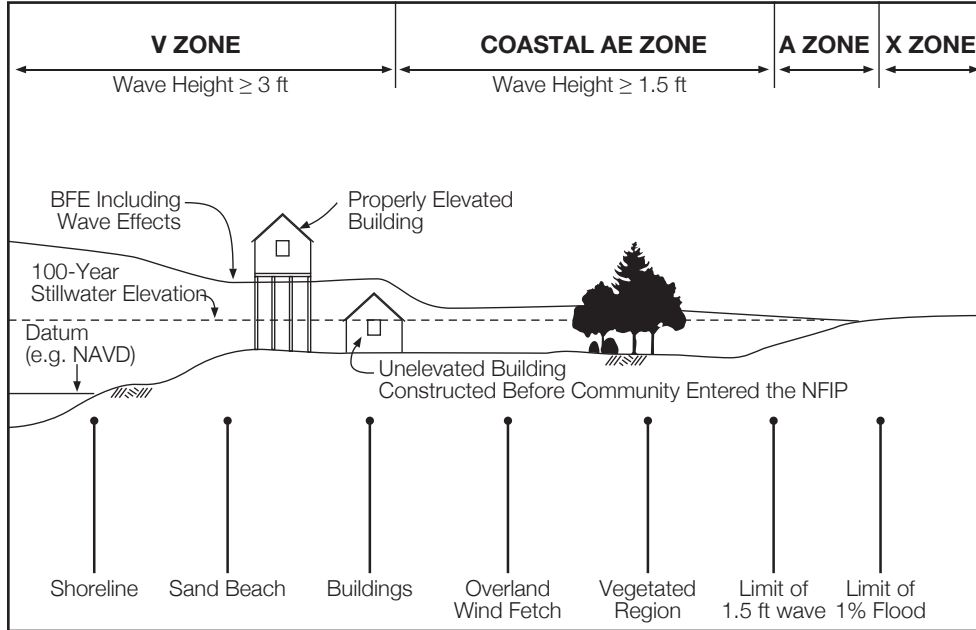 V ZONE
COASTAL AE ZONE
A ZONE
X ZONE
Wave Height ≥ 3 ft
Wave Height ≥ 1.5 ft
BFE Including
Wave Effects
Properly Elevated
Building
100-Year
Stillwater Elevation
Datum
(e.g. NAVD)
Unelevated Building
Constructed Before Community Entered the NFIP
Shoreline
Sand Beach
Buildings
Overland
Wind Fetch
Vegetated
Region
Limit of
1.5 ft wave
Limit of
1% Flood